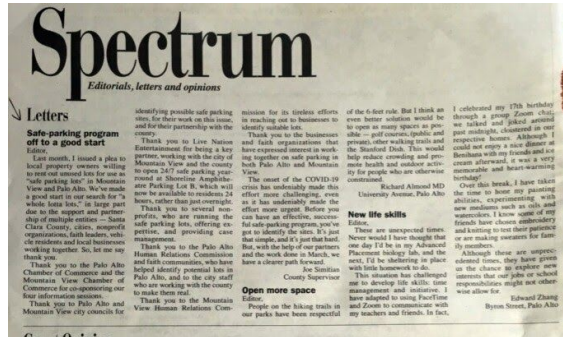 Spectrum
Editorials, letters and opinions
Letters
Safe-parking program
off to a good start
Editor,
Last month, I issued a plea to
local property owners willing
to rent out unused lots for use as
"safe parking lots" in Mountain
View and Palo Alto. We've made
a good start in our search for "a
whole lotta lots," in large part
due to the support and partner-
ship of multiple entities — Santa
Clara County, cities, nonprofit
organizations, faith leaders, vehi-
cle residents and local businesses
working together. So, let me say
thank you.
Thank you to the Palo Alto
Chamber of Commerce and the
Mountain View Chamber of
Commerce for co-sponsoring our
four information sessions.
Thank you to Palo Alto and
Mountain View city councils for
identifying possible safe parking
sites, for their work on this issue,
and for their partnership with the
county.
Thank you to Live Nation
Entertainment for being a key
partner, working with the city of
Mountain View and the county
to open 24/7 safe parking year-
round at Shoreline Amphithe-
atre Parking Lot B, which will
now be available to residents 24
hours, rather than just overnight.
Thank you to several non-
profits, who are running the
safe parking lots, offering ex-
pertise, and providing case
management.
Thank you to the Palo Alto
Human Relations Commission
and faith communities, who have
helped identify potential lots in
Palo Alto, and to the city staff
who are working with the county
to make them real.
Thank you to the Mountain
View Human Relations Com-
mission for its tireless efforts
in reaching out to businesses to
identify suitable lots.
Thank you to the businesses
and faith organizations that
have expressed interest in work-
ing together on safe parking in
both Palo Alto and Mountain
View.
The onset of the COVID-19
crisis has undeniably made this
effort more challenging, even
as it has undeniably made the
effort more urgent. Before you
can have an effective, success-
ful safe-parking program, you've
got to identify the sites. It's just
that simple, and it's just that hard.
But, with the help of our partners
and the work done in March, we
have a clearer path forward.
Joe Simitian
County Supervisor
Open more space
Editor,
People on the hiking trails in
our parks have been respectful
of the 6-feet rule. But I think an
even better solution would be
to open as many spaces as pos-
sible — golf courses, (public and
private), other walking trails and
the Stanford Dish. This would
help reduce crowding and pro-
mote health and outdoor activ-
ity for people who are otherwise
constrained.
Richard Almond MD
University Avenue, Palo Alto
New life skills
Editor,
These are unexpected times.
Never would I have thought that
one day I'd be in my Advanced
Placement biology lab, and the
next, I'd be sheltering in place
with little homework to do.
This situation has challenged
me to develop life skills: time
management and initiative. I
have adapted to using FaceTime
and Zoom to communicate with
my teachers and friends. In fact,
I celebrated my 17th birthday
through a group Zoom chat;
we talked and joked around
past midnight, cloistered in our
respective homes. Although I
could not enjoy a nice dinner at
Benihana with my friends and ice
cream afterward, it was a very
memorable and heart-warming
birthday!
Over this break, I have taken
the time to hone my painting
abilities, experimenting with
new mediums such as oils and
watercolors. I know some of my
friends have chosen embroidery
and knitting to test their patience
or are making sweaters for fam-
ily members.
Although these are unprec-
edented times, they have given
us the chance to explore new
interests that our jobs or school
responsibilities might not other-
wise allow for.
Edward Zhang
Byron Street, Palo Alto